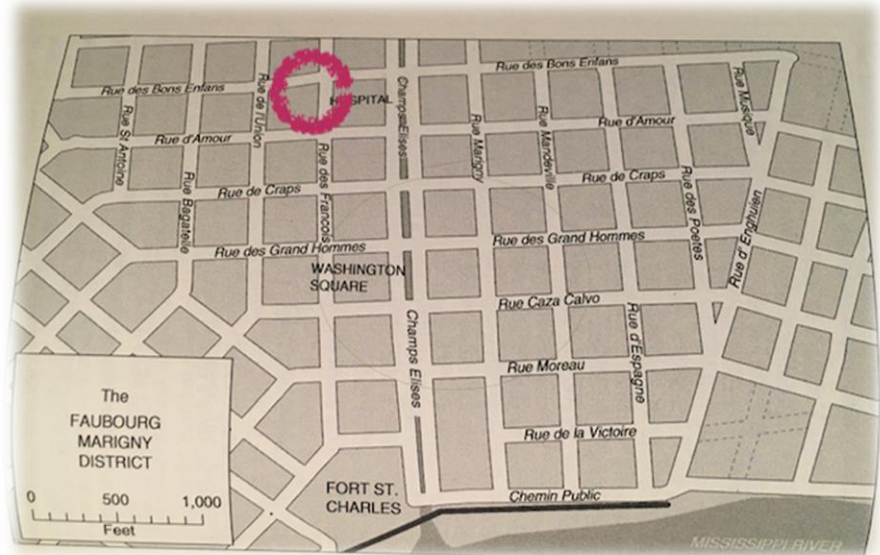 Rue des Bons Enfans
Rue des Bons Enfans
Rue de l'Union
HOSPITAL
Champs Elises
Rue Musique
Rue St Antoine
Rue d'Amour
Rue d'Amour
Rue Marigny
Rue Mandeville
Rue des Francois
Rue de Craps
Rue de Craps
Rue Bagatelle
Rue des Poetes
Rue d'Enghuien
Rue des Grand Hommes
Rue des Grand Hommes
WASHINGTON
SQUARE
Rue Caza Calvo
Champs Elises
Rue d'Espagne
Rue Moreau
The
FAUBOURG
MARIGNY
DISTRICT
0 500 1,000
Feet
Rue de la Victoire
FORT ST.
CHARLES
Chemin Public
MISSISSIPPI RIVER